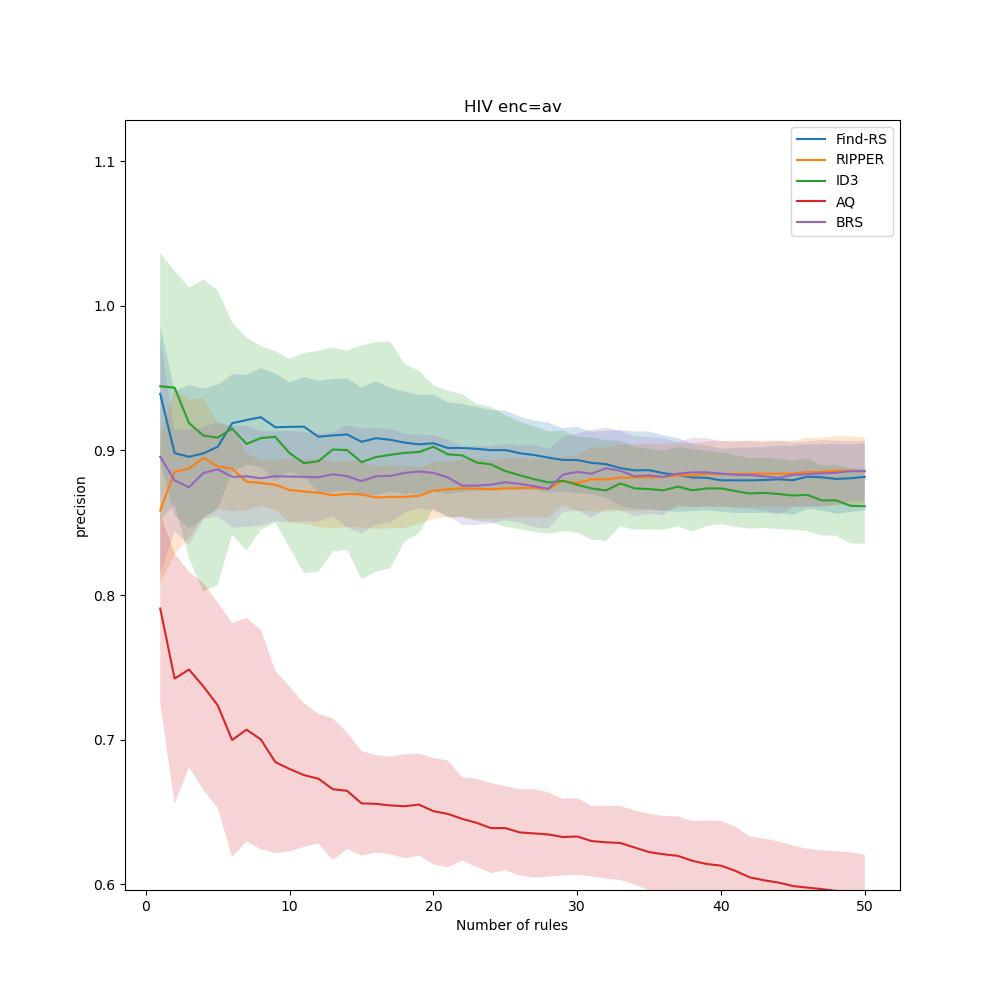 HIV enc=av
Find-RS
RIPPER
ID3
AQ
BRS
1.1
1.0
0.9
0.8
0.7
0.6
precision
0 10 20 30 40 50
Number of rules